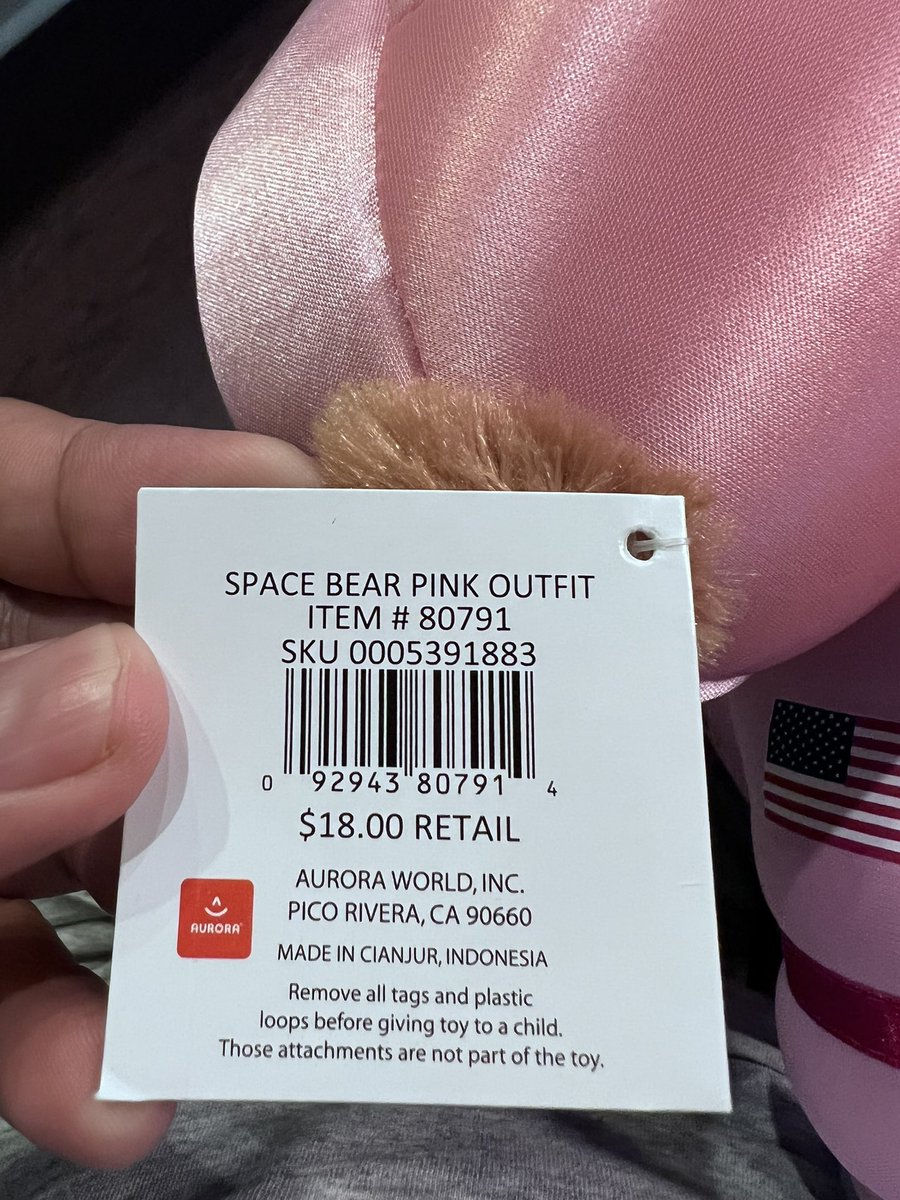 SPACE BEAR PINK OUTFIT
ITEM # 80791
SKU 0005391883
0 92943 80791 4
$18.00 RETAIL
AURORA WORLD, INC.
PICO RIVERA, CA 90660
AURORA
MADE IN CIANJUR, INDONESIA
Remove all tags and plastic
loops before giving toy to a child.
Those attachments are not part of the toy.